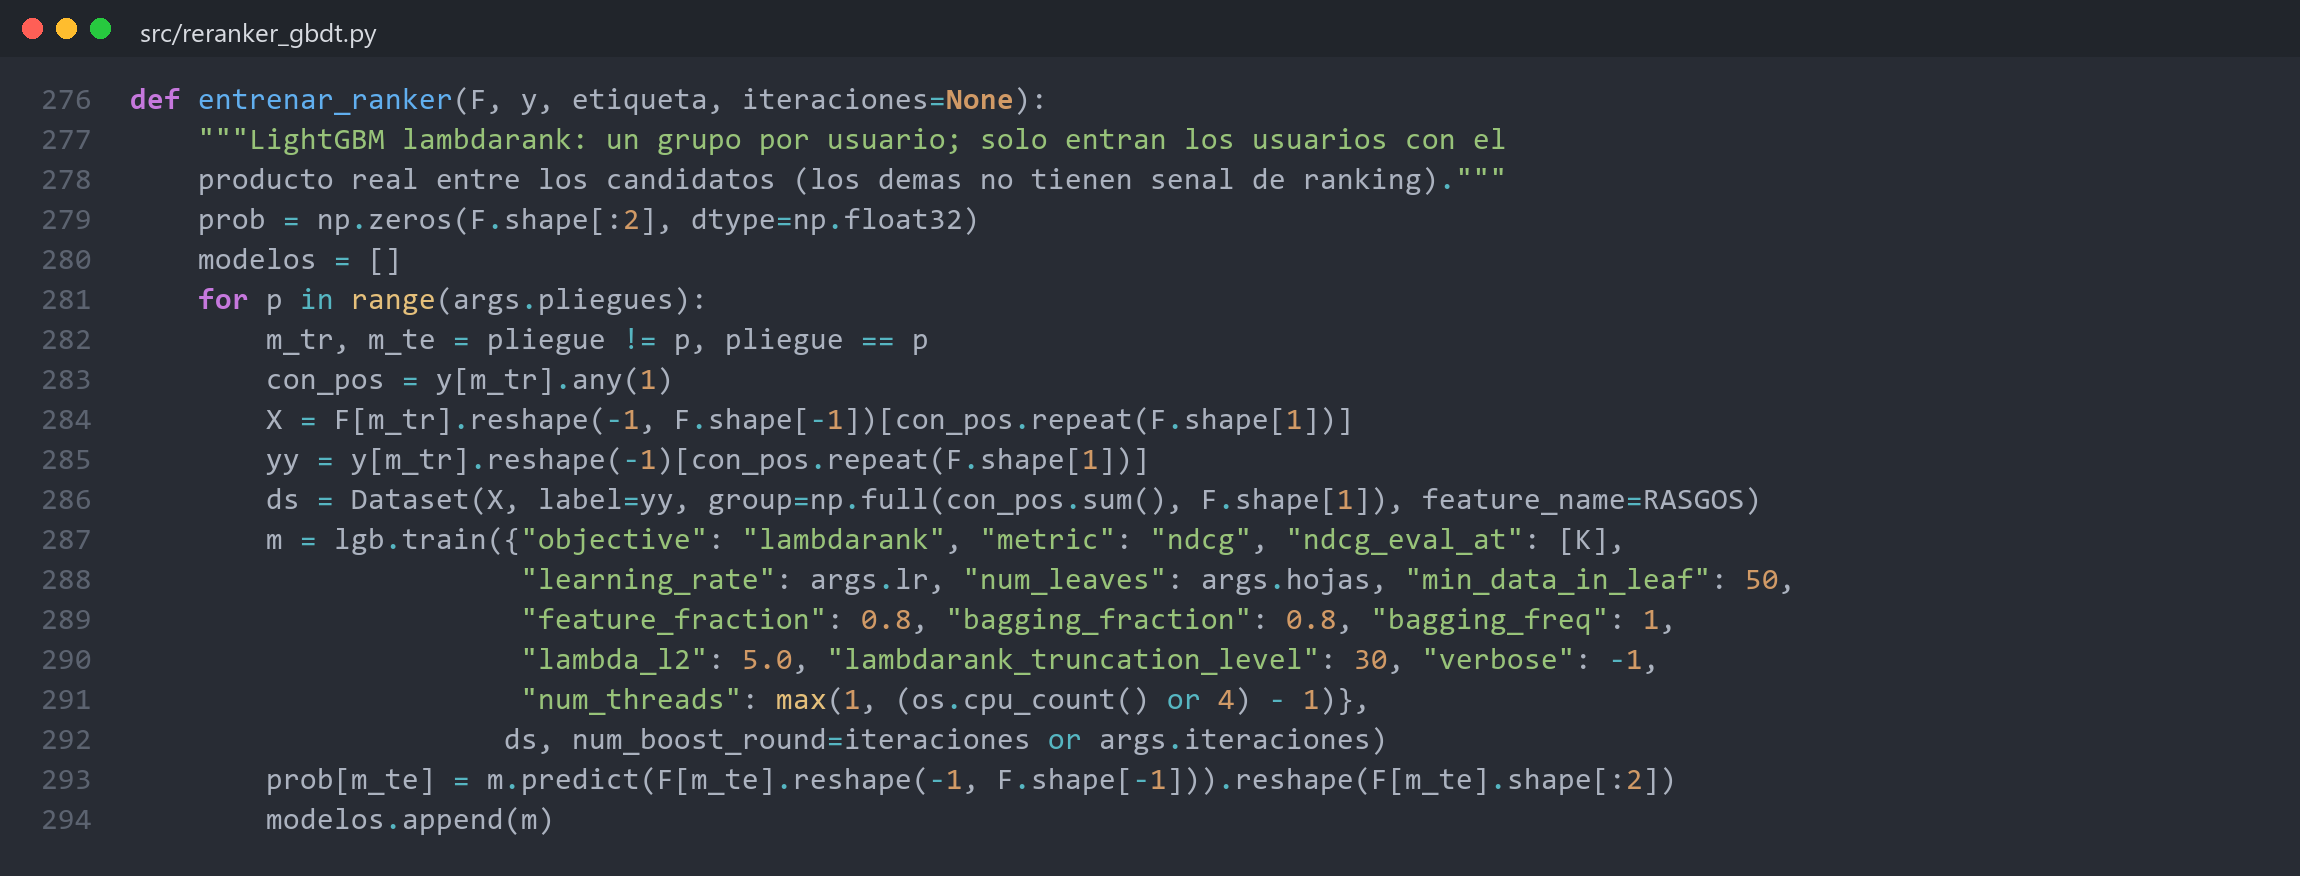 src/reranker_gbdt.py
276 def entrenar_ranker(F, y, etiqueta, iteraciones=None):
277     """LightGBM lambdarank: un grupo por usuario; solo entran los usuarios con el
278     producto real entre los candidatos (los demas no tienen senal de ranking)."""
279     prob = np.zeros(F.shape[:2], dtype=np.float32)
280     modelos = []
281     for p in range(args.pliegues):
282         m_tr, m_te = pliegue != p, pliegue == p
283         con_pos = y[m_tr].any(1)
284         X = F[m_tr].reshape(-1, F.shape[-1])[con_pos.repeat(F.shape[1])]
285         yy = y[m_tr].reshape(-1)[con_pos.repeat(F.shape[1])]
286         ds = Dataset(X, label=yy, group=np.full(con_pos.sum(), F.shape[1]), feature_name=RASGOS)
287         m = lgb.train({"objective": "lambdarank", "metric": "ndcg", "ndcg_eval_at": [K],
288                        "learning_rate": args.lr, "num_leaves": args.hojas, "min_data_in_leaf": 50,
289                        "feature_fraction": 0.8, "bagging_fraction": 0.8, "bagging_freq": 1,
290                        "lambda_l2": 5.0, "lambdarank_truncation_level": 30, "verbose": -1,
291                        "num_threads": max(1, (os.cpu_count() or 4) - 1)},
292                       ds, num_boost_round=iteraciones or args.iteraciones)
293         prob[m_te] = m.predict(F[m_te].reshape(-1, F.shape[-1])).reshape(F[m_te].shape[:2])
294         modelos.append(m)